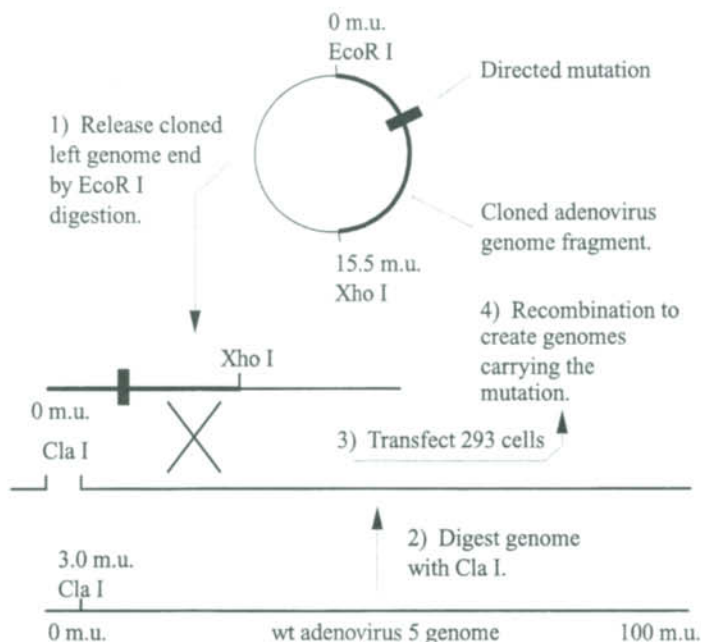 0 m.u.
EcoR I
Directed mutation
1) Release cloned
left genome end
by EcoR I
digestion.
Cloned adenovirus
genome fragment.
15.5 m.u.
Xho I
4) Recombination to
create genomes
carrying the
mutation.
Xho I
0 m.u.
Cla I
3) Transfect 293 cells
2) Digest genome
with Cla I.
3.0 m.u.
Cla I
0 m.u.
wt adenovirus 5 genome
100 m.u.